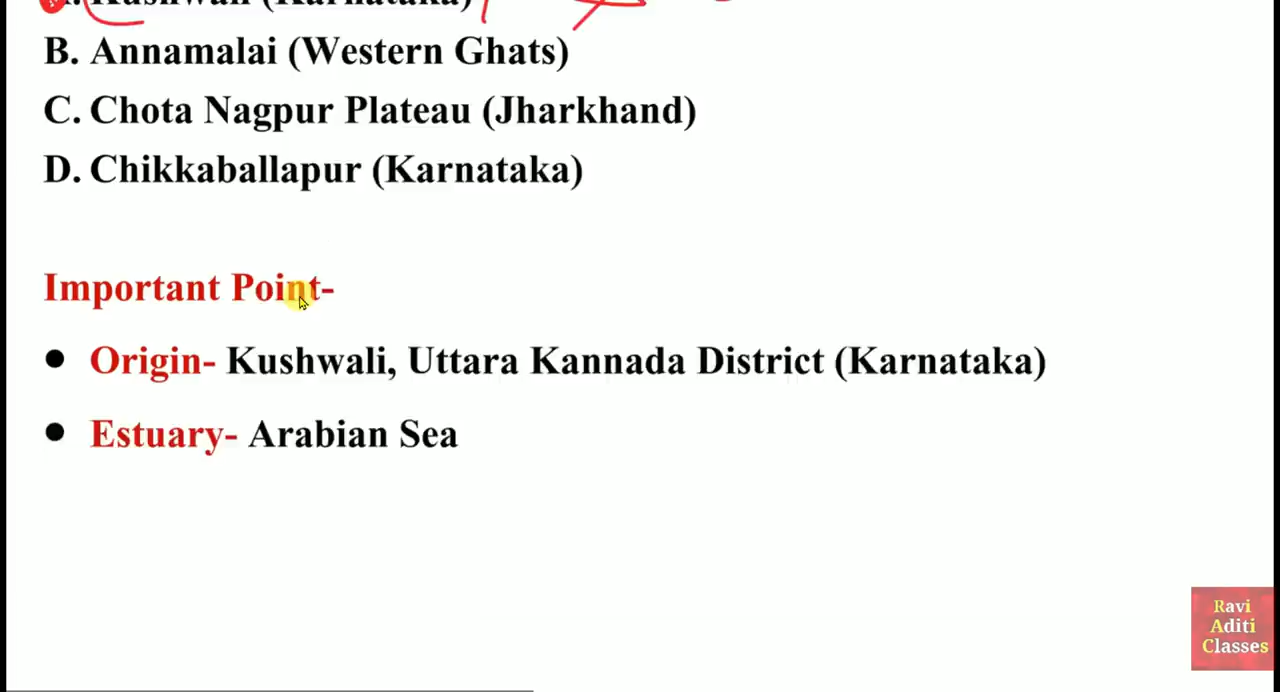 A. Kushwali (Karnataka)
B. Annamalai (Western Ghats)
C. Chota Nagpur Plateau (Jharkhand)
D. Chikkaballapur (Karnataka)
Important Point-
● Origin- Kushwali, Uttara Kannada District (Karnataka)
● Estuary- Arabian Sea
Ravi
Aditi
Classes